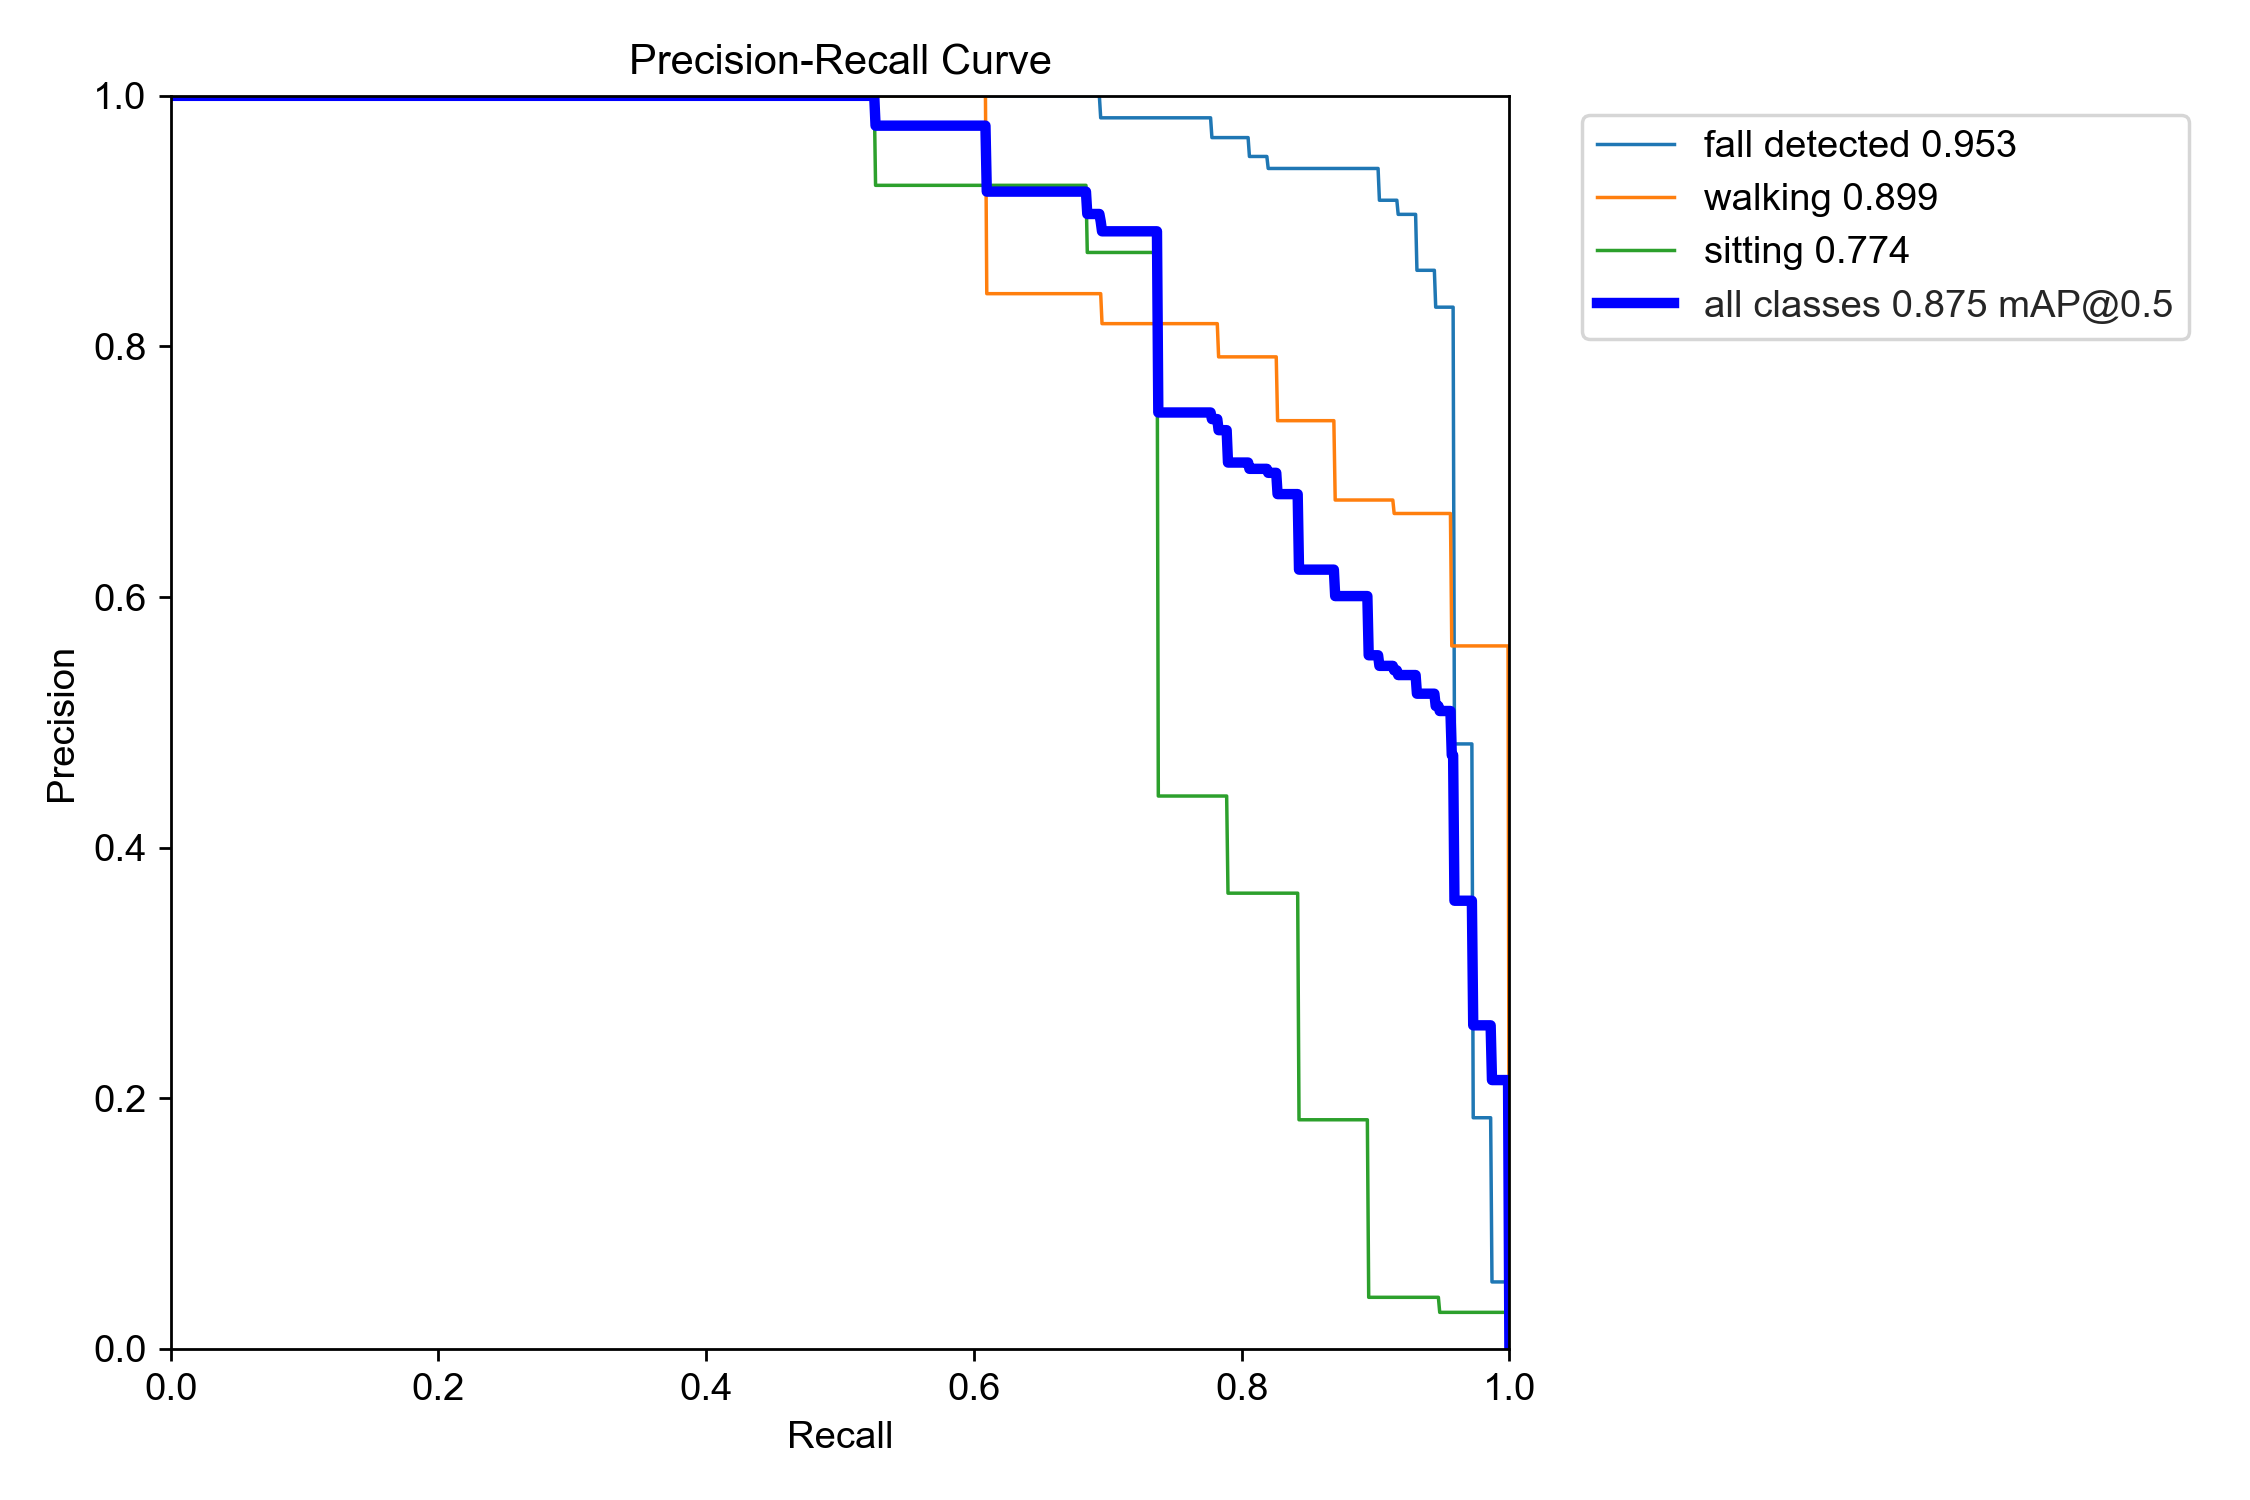 Precision-Recall Curve
1.0
0.8
0.6
0.4
0.2
0.0
Precision
0.0 0.2 0.4 0.6 0.8 1.0
Recall
fall detected 0.953
walking 0.899
sitting 0.774
all classes 0.875 mAP@0.5